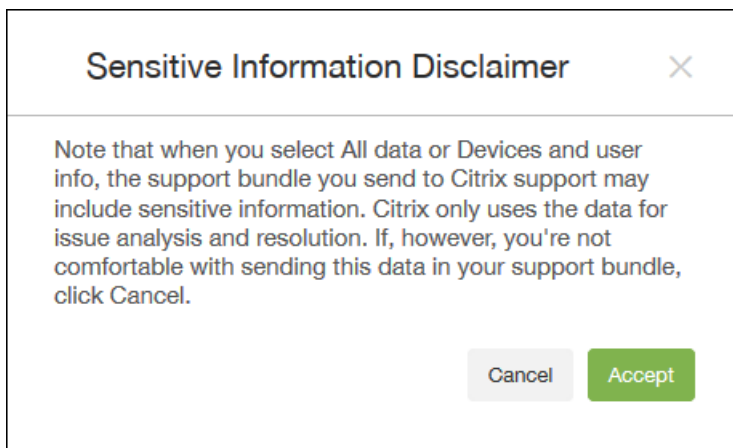 Sensitive Information Disclaimer
Note that when you select All data or Devices and user
info, the support bundle you send to Citrix support may
include sensitive information. Citrix only uses the data for
issue analysis and resolution. If, however, you're not
comfortable with sending this data in your support bundle,
click Cancel.
Cancel Accept